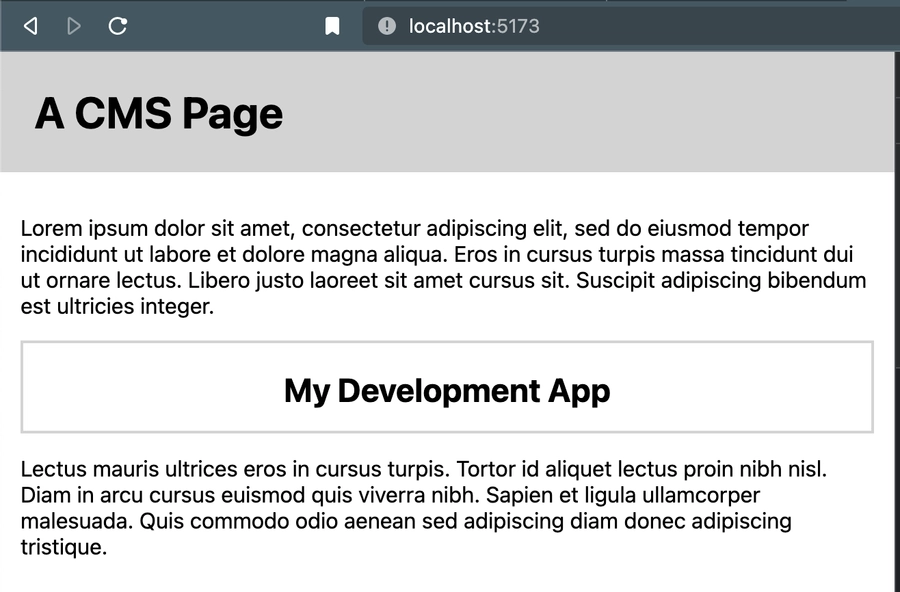 localhost:5173
A CMS Page
Lorem ipsum dolor sit amet, consectetur adipiscing elit, sed do eiusmod tempor
incididunt ut labore et dolore magna aliqua. Eros in cursus turpis massa tincidunt dui
ut ornare lectus. Libero justo laoreet sit amet cursus sit. Suscipit adipiscing bibendum
est ultricies integer.
My Development App
Lectus mauris ultrices eros in cursus turpis. Tortor id aliquet lectus proin nibh nisl.
Diam in arcu cursus euismod quis viverra nibh. Sapien et ligula ullamcorper
malesuada. Quis commodo odio aenean sed adipiscing diam donec adipiscing
tristique.